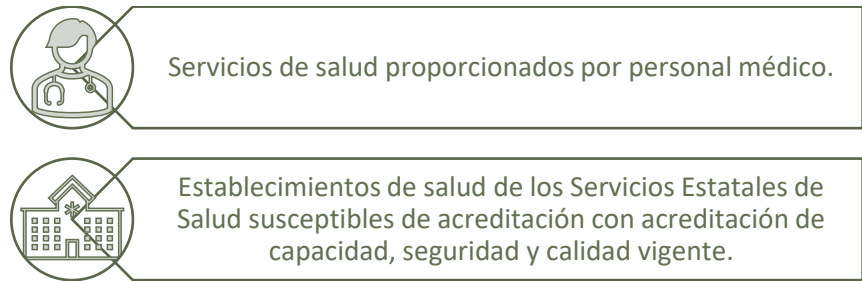 Servicios de salud proporcionados por personal médico.
Establecimientos de salud de los Servicios Estatales de
Salud susceptibles de acreditación con acreditación de
capacidad, seguridad y calidad vigente.